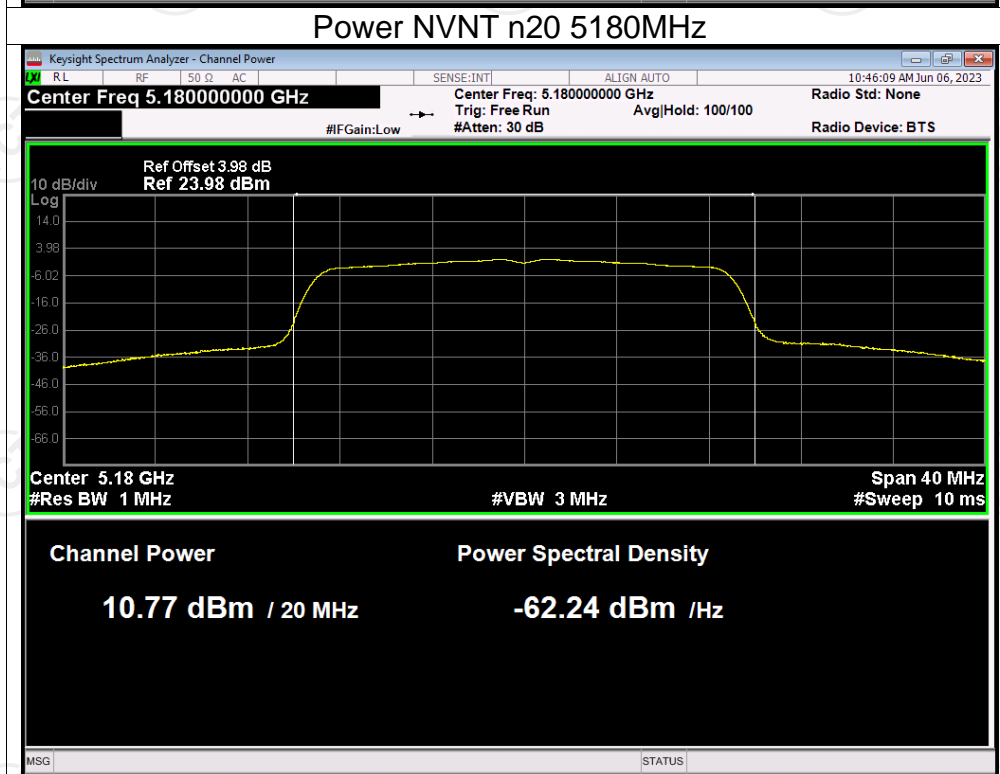 Power NVNT n20 5180MHz
Keysight Spectrum Analyzer - Channel Power
LXI RL RF 50 Ω AC SENSE:INT ALIGN AUTO 10:46:09 AM Jun 06, 2023
Center Freq 5.180000000 GHz Center Freq: 5.180000000 GHz Radio Std: None
Trig: Free Run Avg|Hold: 100/100
#IFGain:Low #Atten: 30 dB Radio Device: BTS
Ref Offset 3.98 dB
10 dB/div Ref 23.98 dBm
Log
14.0
3.98
-6.02
-16.0
-26.0
-36.0
-46.0
-56.0
-66.0
Center 5.18 GHz Span 40 MHz
#Res BW 1 MHz #VBW 3 MHz #Sweep 10 ms
Channel Power Power Spectral Density
10.77 dBm / 20 MHz -62.24 dBm /Hz
MSG STATUS